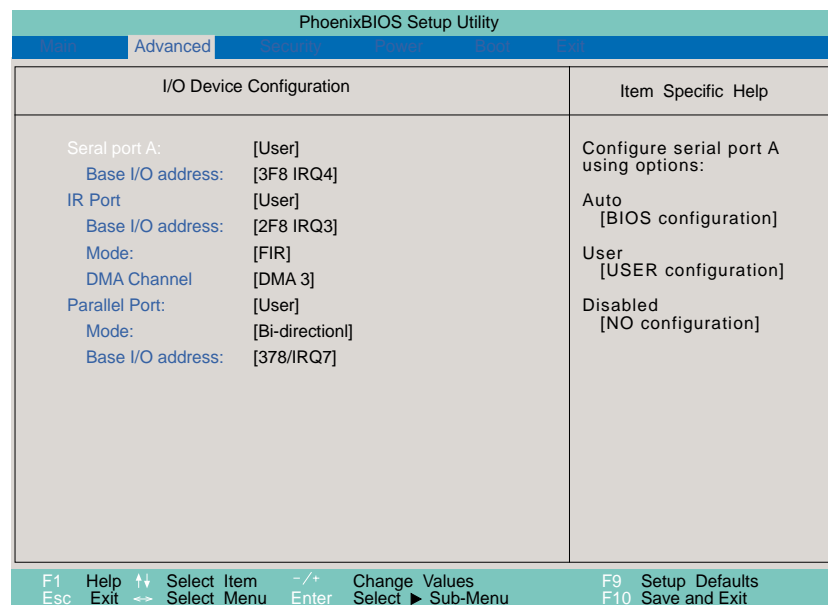 PhoenixBIOS Setup Utility
Main Advanced Security Power Boot Exit
I/O Device Configuration
Item Specific Help
Seral port A: [User]
Base I/O address: [3F8 IRQ4]
IR Port [User]
Base I/O address: [2F8 IRQ3]
Mode: [FIR]
DMA Channel [DMA 3]
Parallel Port: [User]
Mode: [Bi-directionl]
Base I/O address: [378/IRQ7]
Configure serial port A
using options:
Auto
[BIOS configuration]
User
[USER configuration]
Disabled
[NO configuration]
F1 Help ↑↓ Select Item -/+ Change Values F9 Setup Defaults
Esc Exit <-> Select Menu Enter Select ▶ Sub-Menu F10 Save and Exit